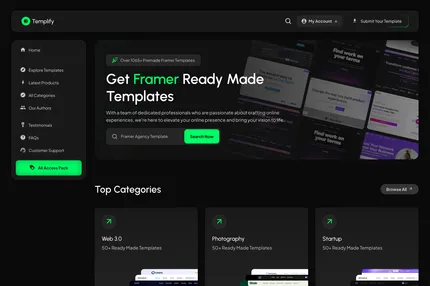 Templify
My Account
Submit Your Template
Home
Explore Templates
Latest Products
All Categories
Our Authors
Testimonials
FAQs
Customer Support
All Access Pack
Over 1065+ Premade Framer Templates
Get Framer Ready Made
Templates
With a team of dedicated professionals who are passionate about crafting online
experiences, we're here to elevate your online presence and bring your vision to life.
Framer Agency Template
Search Now
Find work on
your terms
Find work on
your terms
Top Categories
Browse All
Web 3.0
50+ Ready Made Templates
Photography
50+ Ready Made Templates
Startup
50+ Ready Made Templates